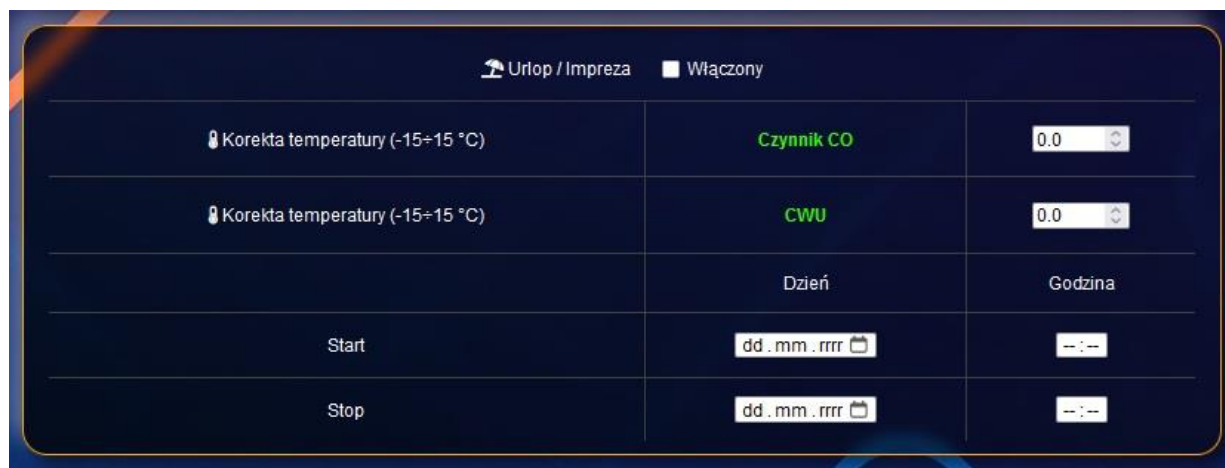 Urlop / Impreza Włączony
Korekta temperatury (-15÷15 °C) Czynnik CO 0.0
Korekta temperatury (-15÷15 °C) CWU 0.0
Dzień Godzina
Start dd . mm . rrrr -- : --
Stop dd . mm . rrrr -- : --